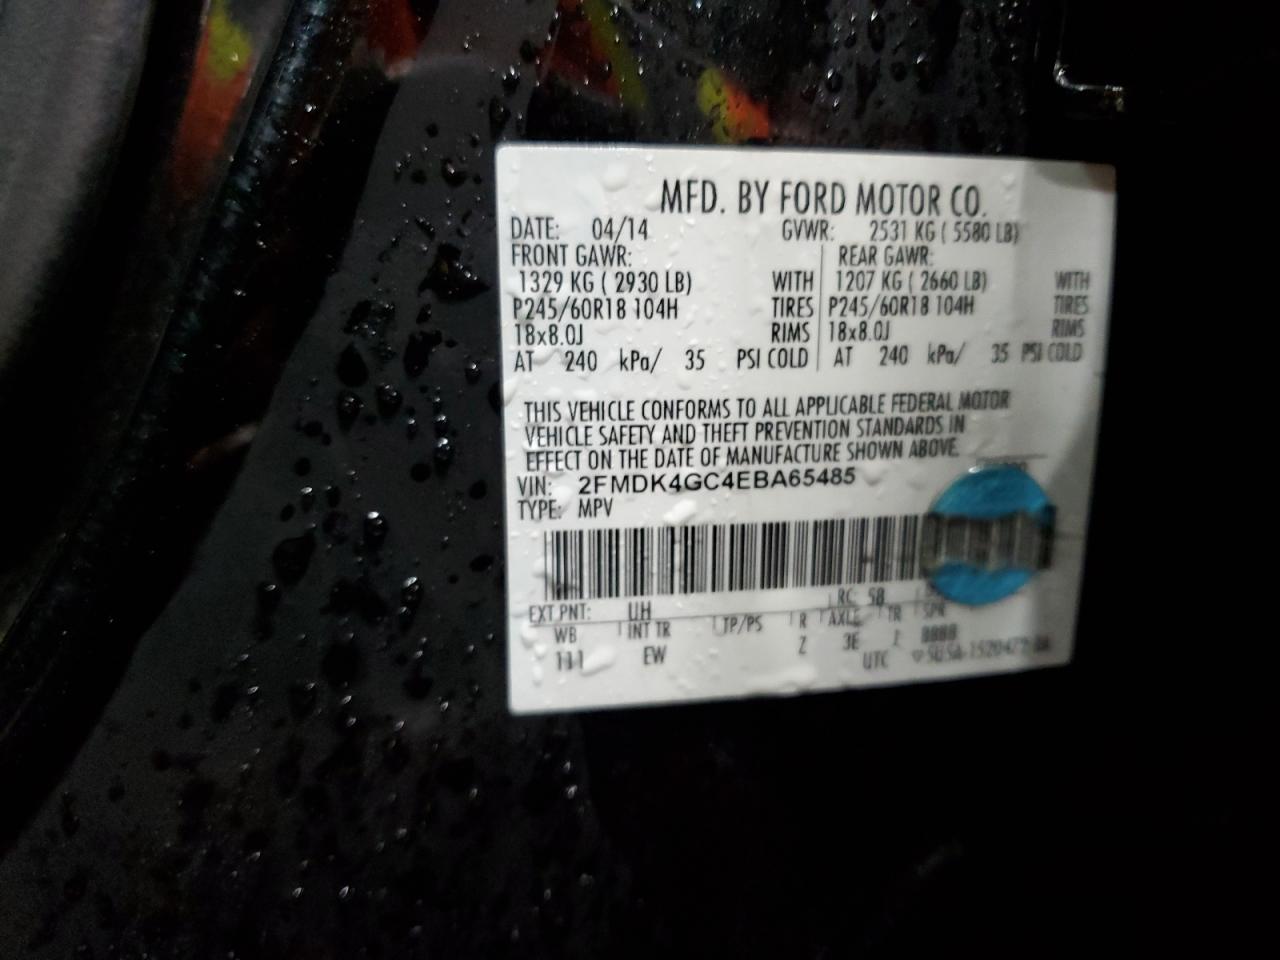 MFD. BY FORD MOTOR CO.
DATE: 04/14 GVWR: 2531 KG ( 5580 LB)
FRONT GAWR: REAR GAWR:
1329 KG ( 2930 LB) WITH 1207 KG ( 2660 LB) WITH
P245/60R18 104H TIRES P245/60R18 104H TIRES
18x8.0J RIMS 18x8.0J RIMS
AT 240 kPa/ 35 PSI COLD AT 240 kPa/ 35 PSI COLD
THIS VEHICLE CONFORMS TO ALL APPLICABLE FEDERAL MOTOR
VEHICLE SAFETY AND THEFT PREVENTION STANDARDS IN
EFFECT ON THE DATE OF MANUFACTURE SHOWN ABOVE.
VIN: 2FMDK4GC4EBA65485
TYPE: MPV
EXT PNT: UH RC: 58
WB INT TR TP/PS R AXLE TR SPR
111 EW Z 3E J BBBB
UTC